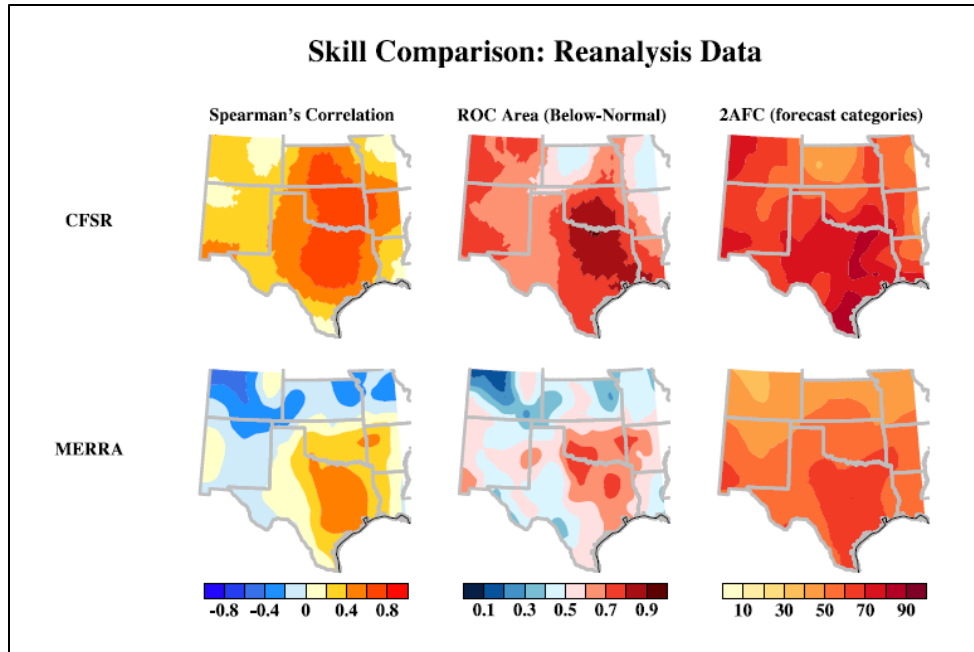 Skill Comparison: Reanalysis Data
Spearman's Correlation ROC Area (Below-Normal) 2AFC (forecast categories)
CFSR
MERRA
-0.8 -0.4 0 0.4 0.8 0.1 0.3 0.5 0.7 0.9 10 30 50 70 90